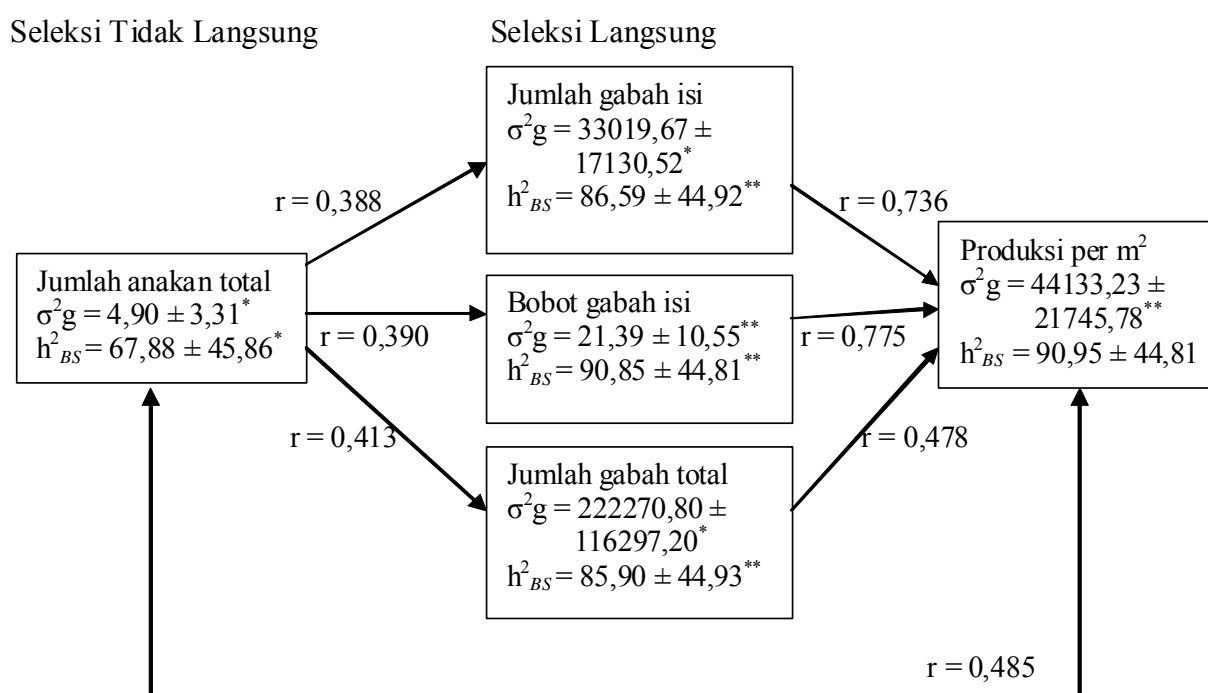 Seleksi Tidak Langsung
Seleksi Langsung
Jumlah gabah isi
σ²g = 33019,67 ±
17130,52*
h²BS = 86,59 ± 44,92**
r = 0,388
r = 0,736
Jumlah anakan total
σ²g = 4,90 ± 3,31*
h²BS = 67,88 ± 45,86*
Bobot gabah isi
σ²g = 21,39 ± 10,55**
h²BS = 90,85 ± 44,81**
Produksi per m²
σ²g = 44133,23 ±
21745,78**
h²BS = 90,95 ± 44,81
r = 0,390
r = 0,775
r = 0,413
r = 0,478
Jumlah gabah total
σ²g = 222270,80 ±
116297,20*
h²BS = 85,90 ± 44,93**
r = 0,485